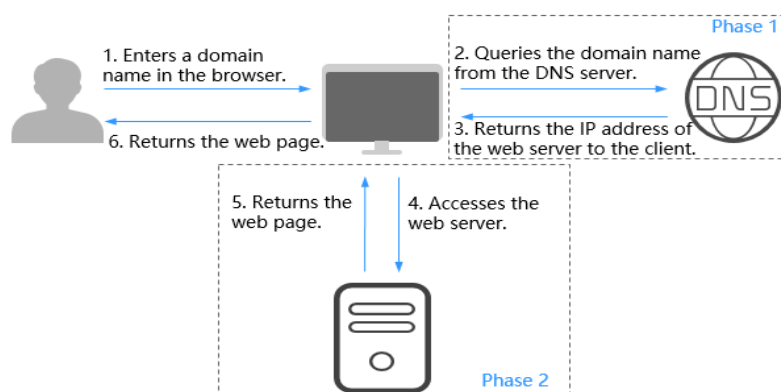 Phase 1
1. Enters a domain
name in the browser.
2. Queries the domain name
from the DNS server.
DNS
6. Returns the web page.
3. Returns the IP address of
the web server to the client.
5. Returns the
web page.
4. Accesses the
web server.
Phase 2